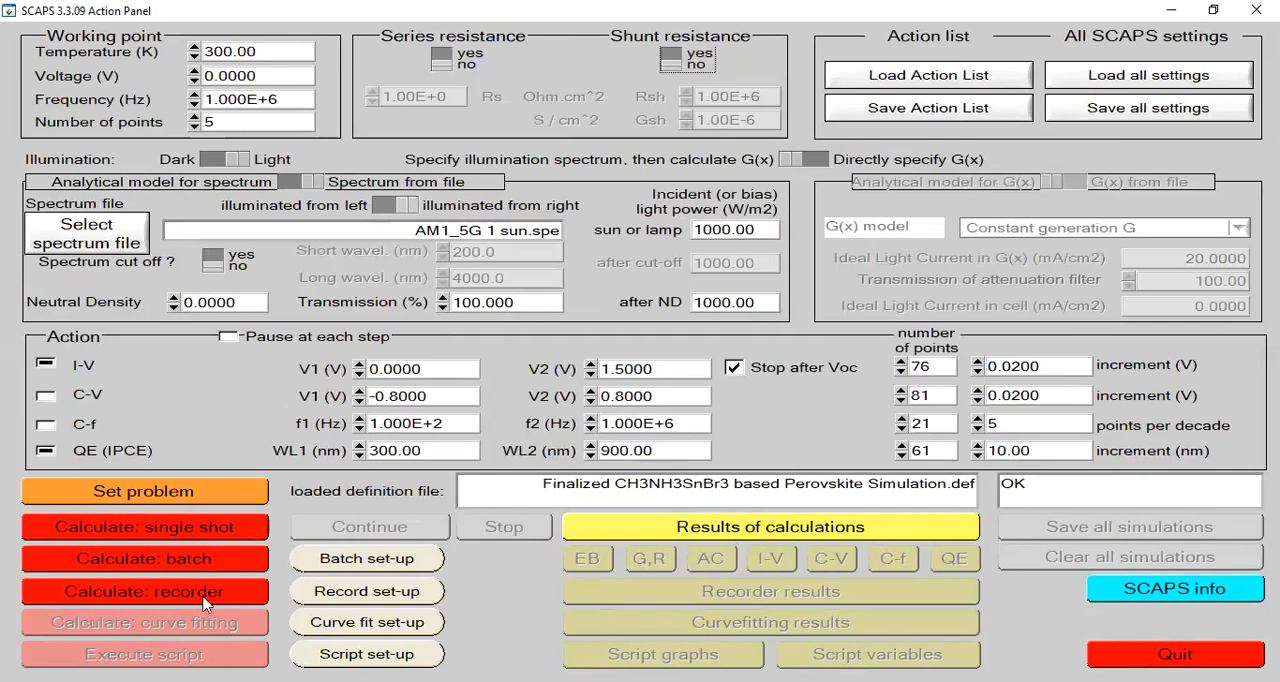 SCAPS 3.3.09 Action Panel
Working point
Temperature (K) 300.00
Voltage (V) 0.0000
Frequency (Hz) 1.000E+6
Number of points 5
Series resistance
yes
no
Shunt resistance
yes
no
1.00E+0 Rs Ohm.cm^2 Rsh 1.00E+6
S / cm^2 Gsh 1.00E-6
Action list
Load Action List
Save Action List
All SCAPS settings
Load all settings
Save all settings
Illumination: Dark Light
Specify illumination spectrum, then calculate G(x) Directly specify G(x)
Analytical model for spectrum Spectrum from file
Spectrum file
Select
spectrum file
illuminated from left illuminated from right
AM1_5G 1 sun.spe
Spectrum cut off ? yes
no
Short wavel. (nm) 200.0
Long wavel. (nm) 4000.0
Neutral Density 0.0000
Transmission (%) 100.000
Incident (or bias)
light power (W/m2)
sun or lamp 1000.00
after cut-off 1000.00
after ND 1000.00
Analytical model for G(x) G(x) from file
G(x) model Constant generation G
Ideal Light Current in G(x) (mA/cm2) 20.0000
Transmission of attenuation filter 100.00
Ideal Light Current in cell (mA/cm2) 0.0000
Action Pause at each step
number
of points
I-V V1 (V) 0.0000 V2 (V) 1.5000 Stop after Voc 76 0.0200 increment (V)
C-V V1 (V) -0.8000 V2 (V) 0.8000 81 0.0200 increment (V)
C-f f1 (Hz) 1.000E+2 f2 (Hz) 1.000E+6 21 5 points per decade
QE (IPCE) WL1 (nm) 300.00 WL2 (nm) 900.00 61 10.00 increment (nm)
Set problem loaded definition file: Finalized CH3NH3SnBr3 based Perovskite Simulation.def OK
Calculate: single shot Continue Stop Results of calculations Save all simulations
Calculate: batch Batch set-up EB G,R AC I-V C-V C-f QE Clear all simulations
Calculate: recorder Record set-up Recorder results SCAPS info
Calculate: curve fitting Curve fit set-up Curvefitting results
Execute script Script set-up Script graphs Script variables Quit